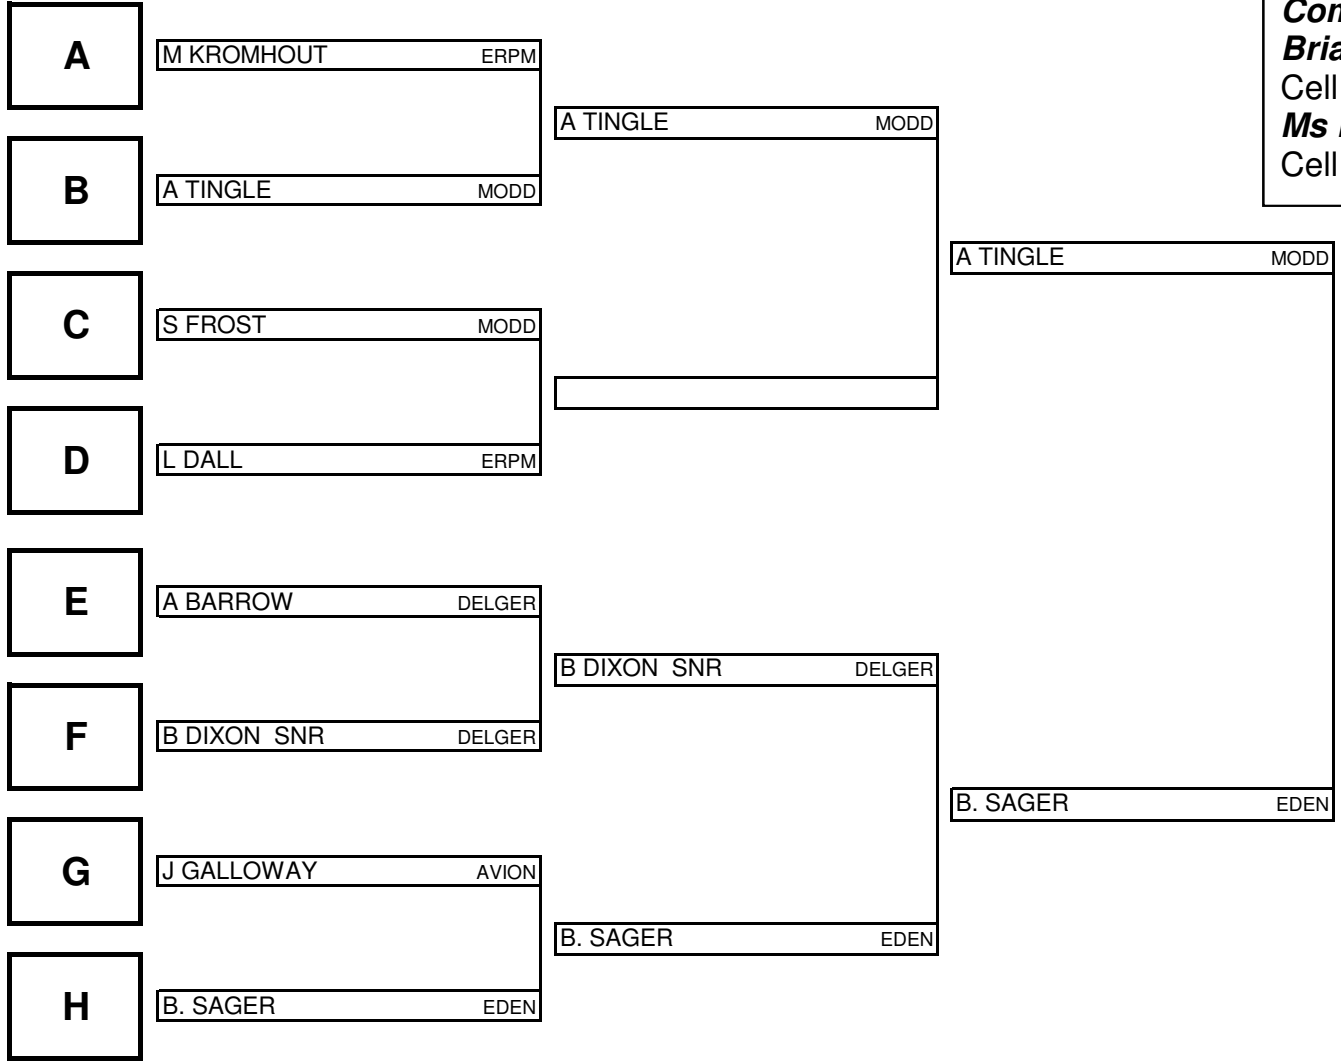 A
M KROMHOUT ERPM
B
A TINGLE MODD
C
S FROST MODD
D
L DALL ERPM
E
A BARROW DELGER
F
B DIXON SNR DELGER
G
J GALLOWAY AVION
H
B. SAGER EDEN
A TINGLE MODD
B DIXON SNR DELGER
B. SAGER EDEN
A TINGLE MODD
B. SAGER EDEN
Cell
Ms
Cell